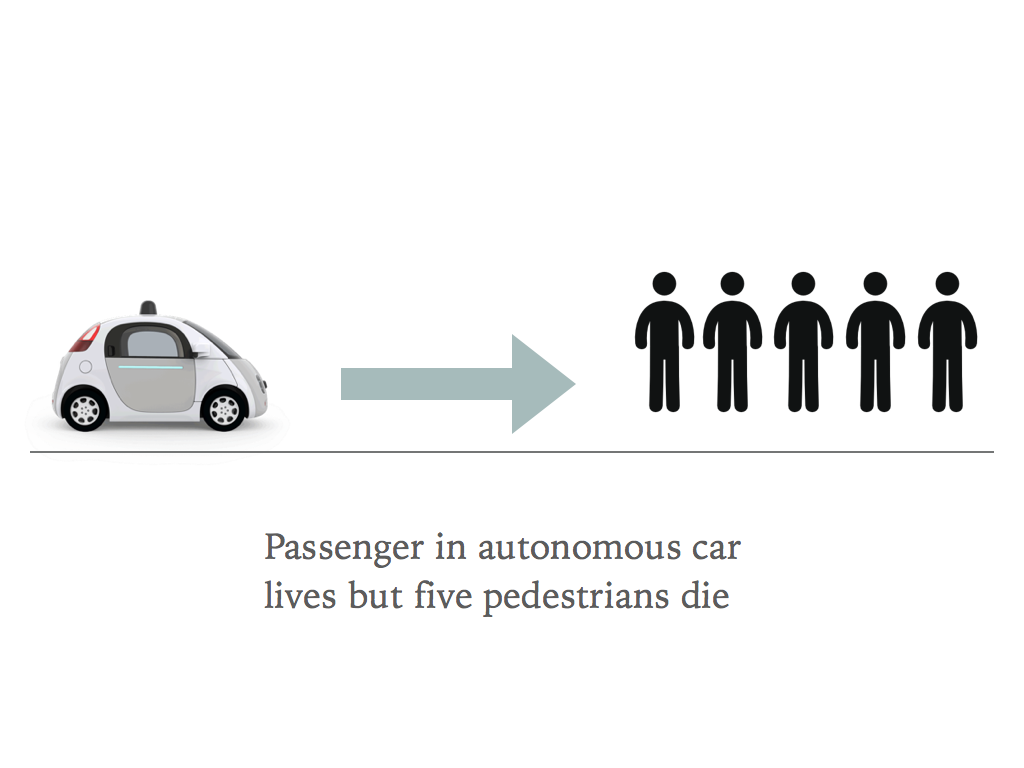 Passenger in autonomous car
lives but five pedestrians die